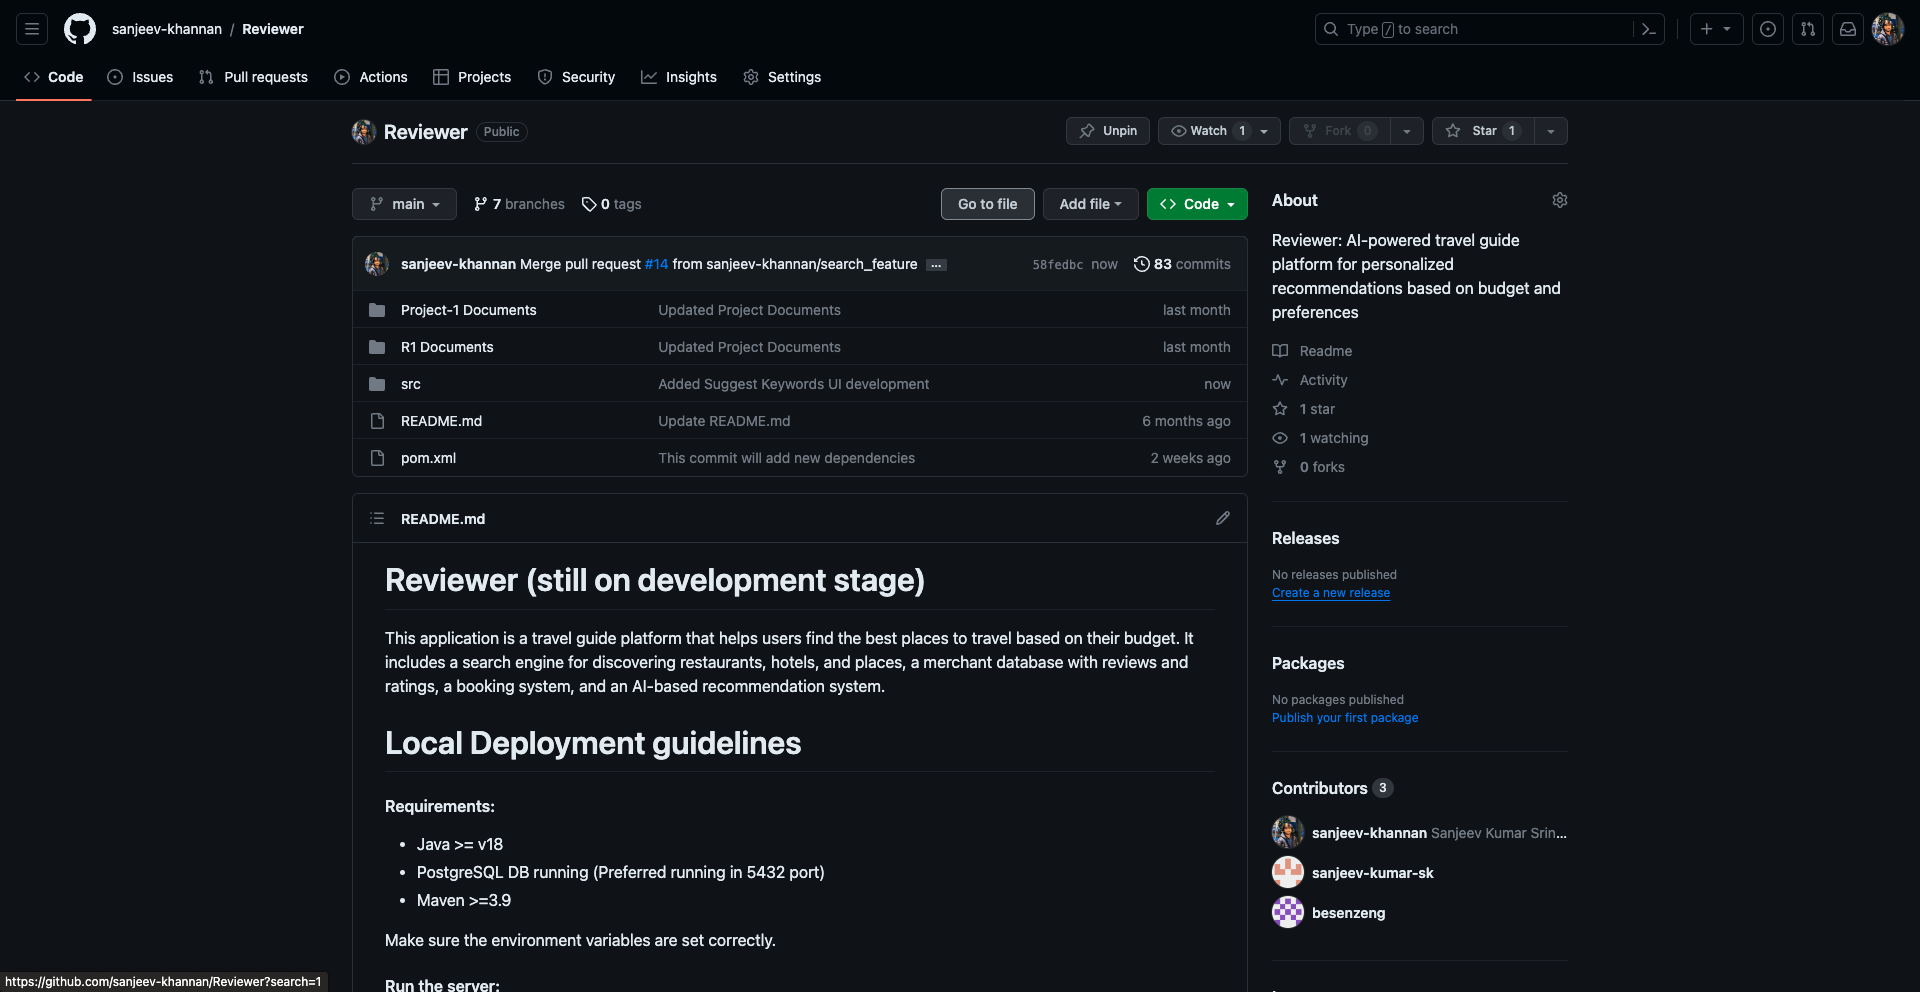 sanjeev-khannan / Reviewer
Type / to search
Code Issues Pull requests Actions Projects Security Insights Settings
Reviewer Public
Unpin Watch 1 Fork 0 Star 1
main 7 branches 0 tags
Go to file Add file Code
sanjeev-khannan Merge pull request #14 from sanjeev-khannan/search_feature ... 58fedbc now 83 commits
Project-1 Documents Updated Project Documents last month
R1 Documents Updated Project Documents last month
src Added Suggest Keywords UI development now
README.md Update README.md 6 months ago
pom.xml This commit will add new dependencies 2 weeks ago
README.md
Reviewer (still on development stage)
This application is a travel guide platform that helps users find the best places to travel based on their budget. It
includes a search engine for discovering restaurants, hotels, and places, a merchant database with reviews and
ratings, a booking system, and an AI-based recommendation system.
Local Deployment guidelines
Requirements:
• Java >= v18
• PostgreSQL DB running (Preferred running in 5432 port)
• Maven >=3.9
Make sure the environment variables are set correctly.
Run the server:
About
Reviewer: AI-powered travel guide
platform for personalized
recommendations based on budget and
preferences
Readme
Activity
1 star
1 watching
0 forks
Releases
No releases published
Create a new release
Packages
No packages published
Publish your first package
Contributors 3
sanjeev-khannan Sanjeev Kumar Srin...
sanjeev-kumar-sk
besenzeng
https://github.com/sanjeev-khannan/Reviewer?search=1